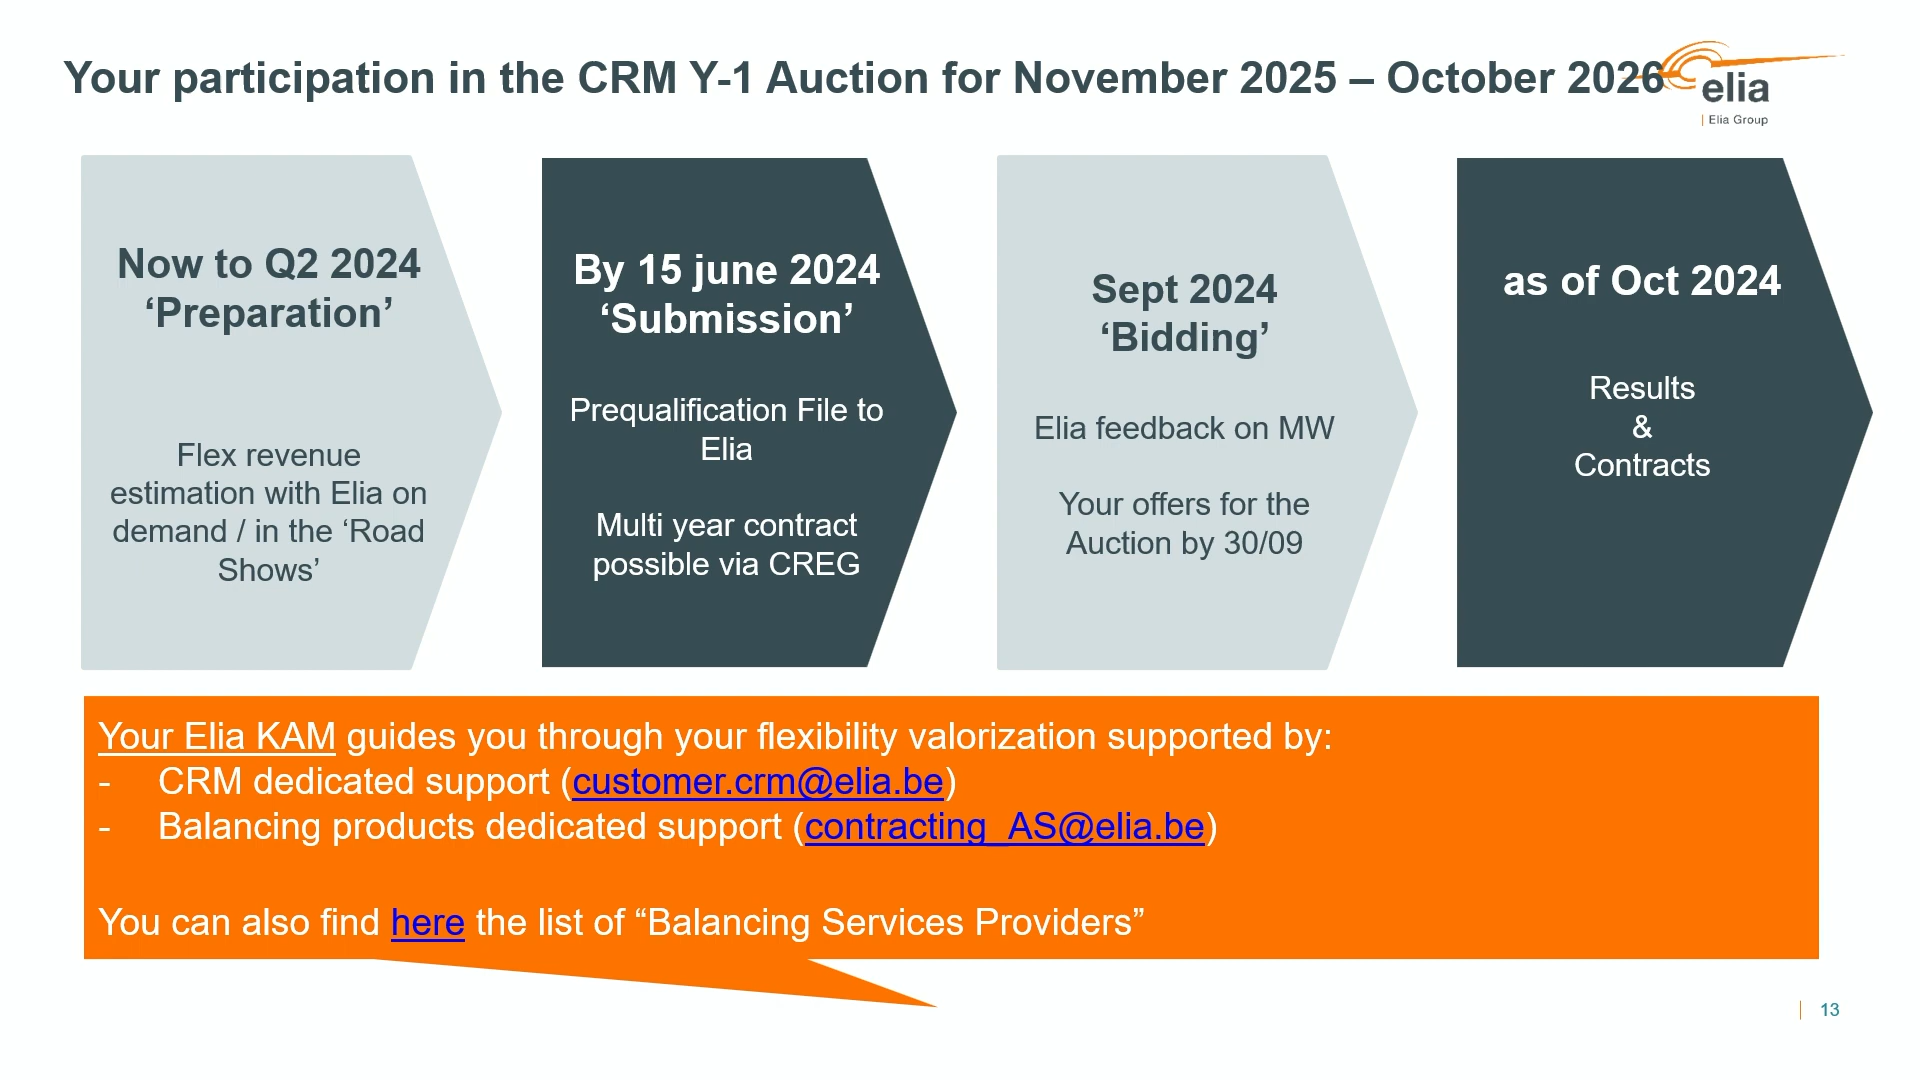 Your participation in the CRM Y-1 Auction for November 2025 – October 2026
elia
| Elia Group
Now to Q2 2024
‘Preparation’
Flex revenue
estimation with Elia on
demand / in the ‘Road
Shows’
By 15 june 2024
‘Submission’
Prequalification File to
Elia
Multi year contract
possible via CREG
Sept 2024
‘Bidding’
Elia feedback on MW
Your offers for the
Auction by 30/09
as of Oct 2024
Results
&
Contracts
Your Elia KAM guides you through your flexibility valorization supported by:
- CRM dedicated support (customer.crm@elia.be)
- Balancing products dedicated support (contracting_AS@elia.be)
You can also find here the list of “Balancing Services Providers”
| 13